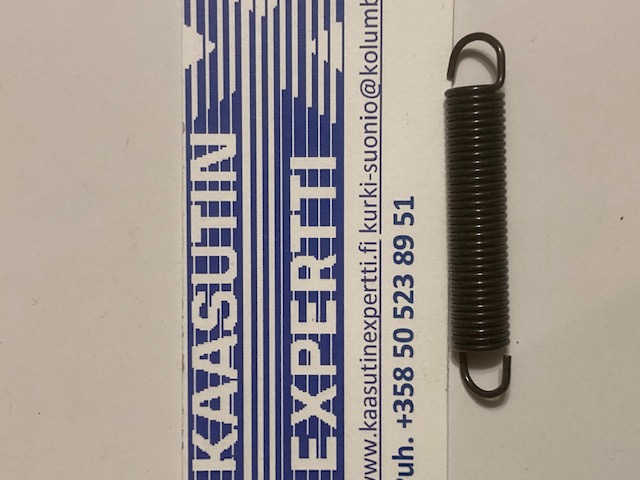 KAASUTIN
EXPERTTI
www.kaasutinexpertti.fi kurki-suonio@kolumb
Puh. +358 50 523 89 51